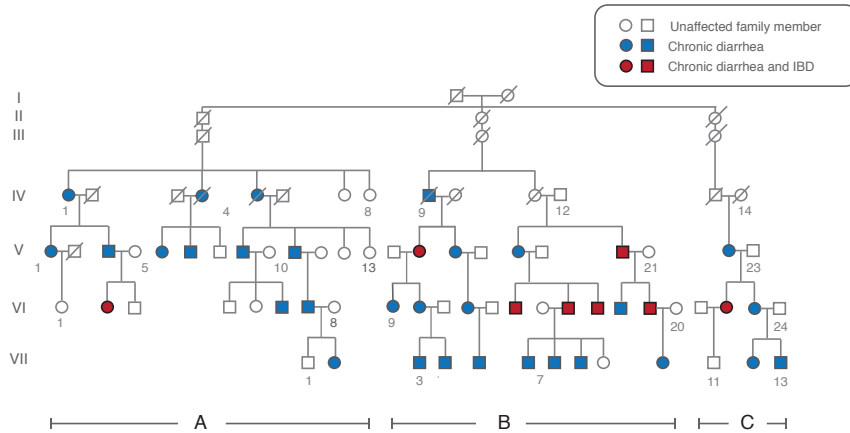 Unaffected family member
Chronic diarrhea
Chronic diarrhea and IBD
I
II
III
IV
1 4 8 9 12 14
V
1 5 10 13 21 23
VI
1 8 9 20 24
VII
1 3 7 11 13
A B C